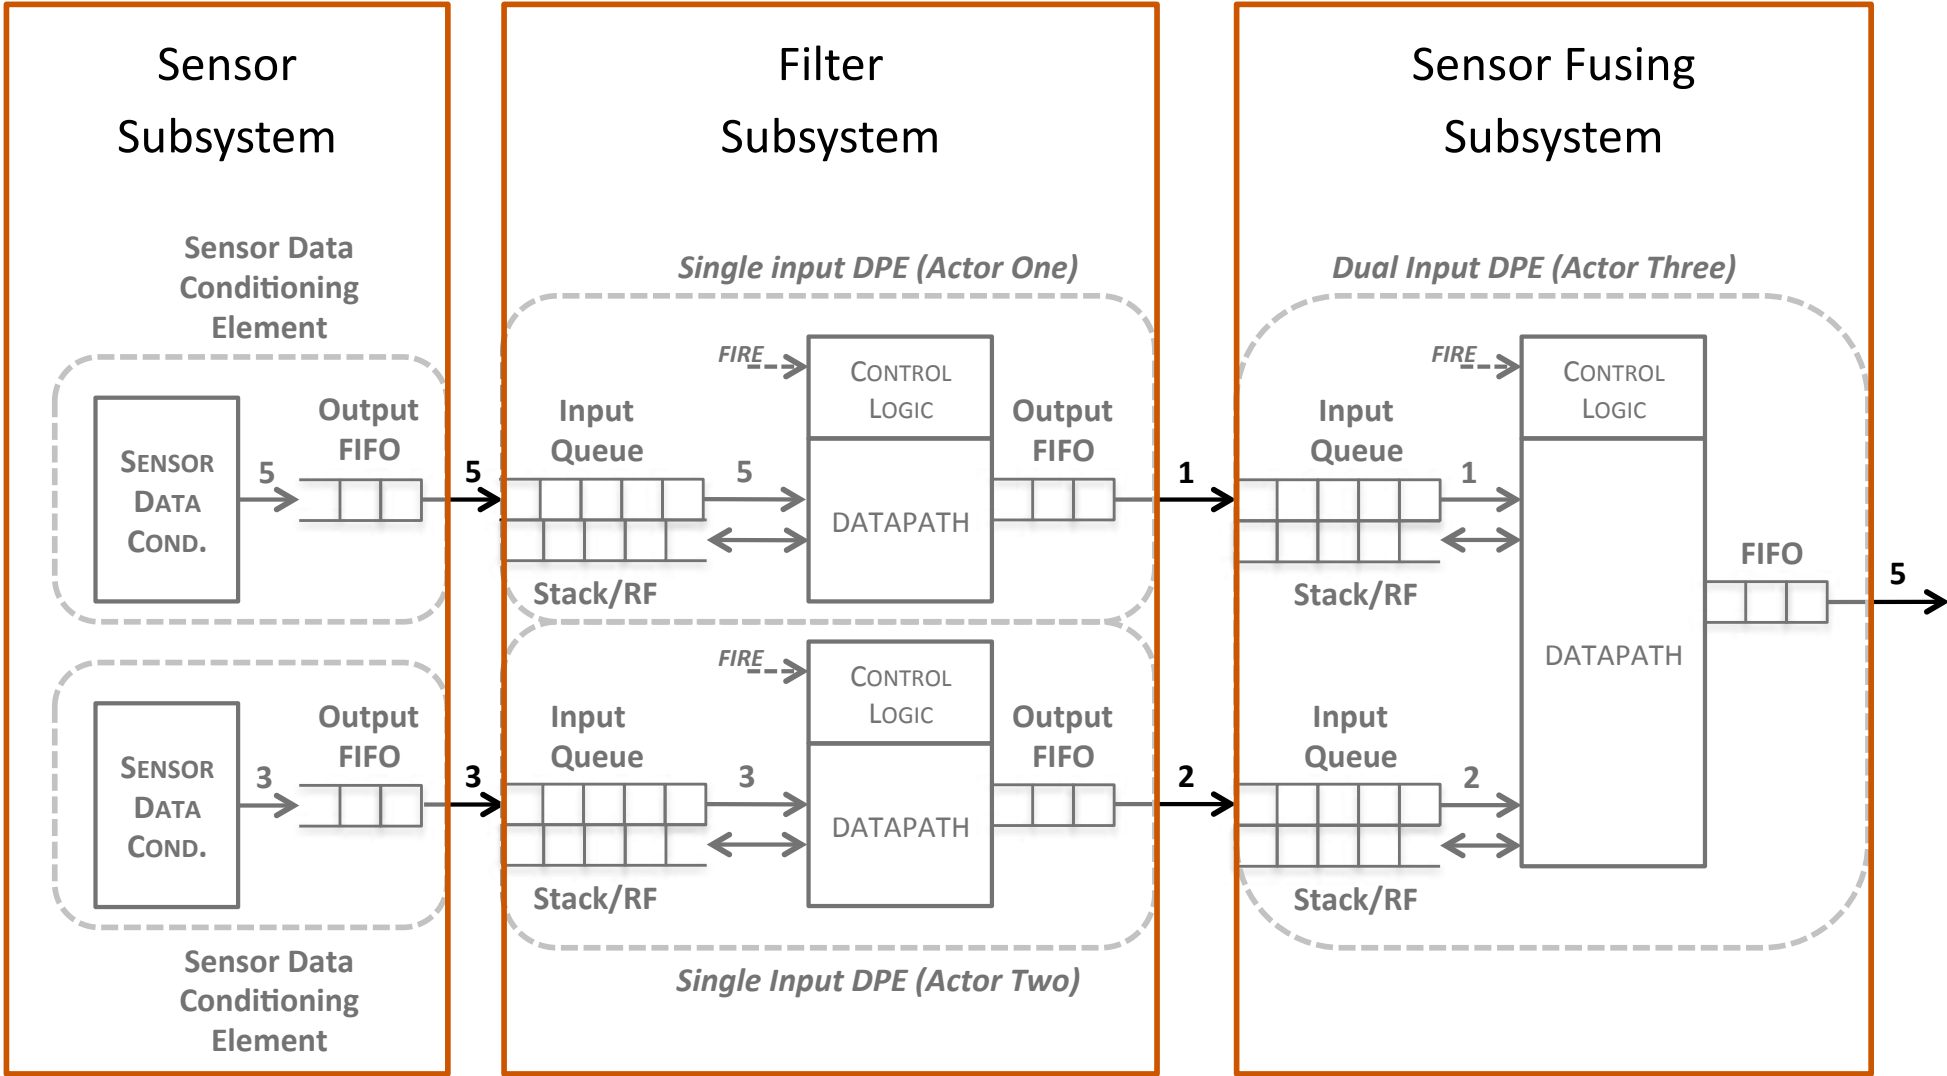 Sensor
Subsystem
Sensor Data
Conditioning
Element
SENSOR
DATA
COND.
5
Output
FIFO
5
SENSOR
DATA
COND.
3
Output
FIFO
3
Sensor Data
Conditioning
Element
Filter
Subsystem
Single input DPE (Actor One)
FIRE
CONTROL
LOGIC
Input
Queue
5
DATAPATH
Stack/RF
Output
FIFO
1
FIRE
CONTROL
LOGIC
Input
Queue
3
DATAPATH
Stack/RF
Output
FIFO
2
Single Input DPE (Actor Two)
Sensor Fusing
Subsystem
Dual Input DPE (Actor Three)
FIRE
CONTROL
LOGIC
Input
Queue
1
Stack/RF
DATAPATH
Input
Queue
2
Stack/RF
FIFO
5